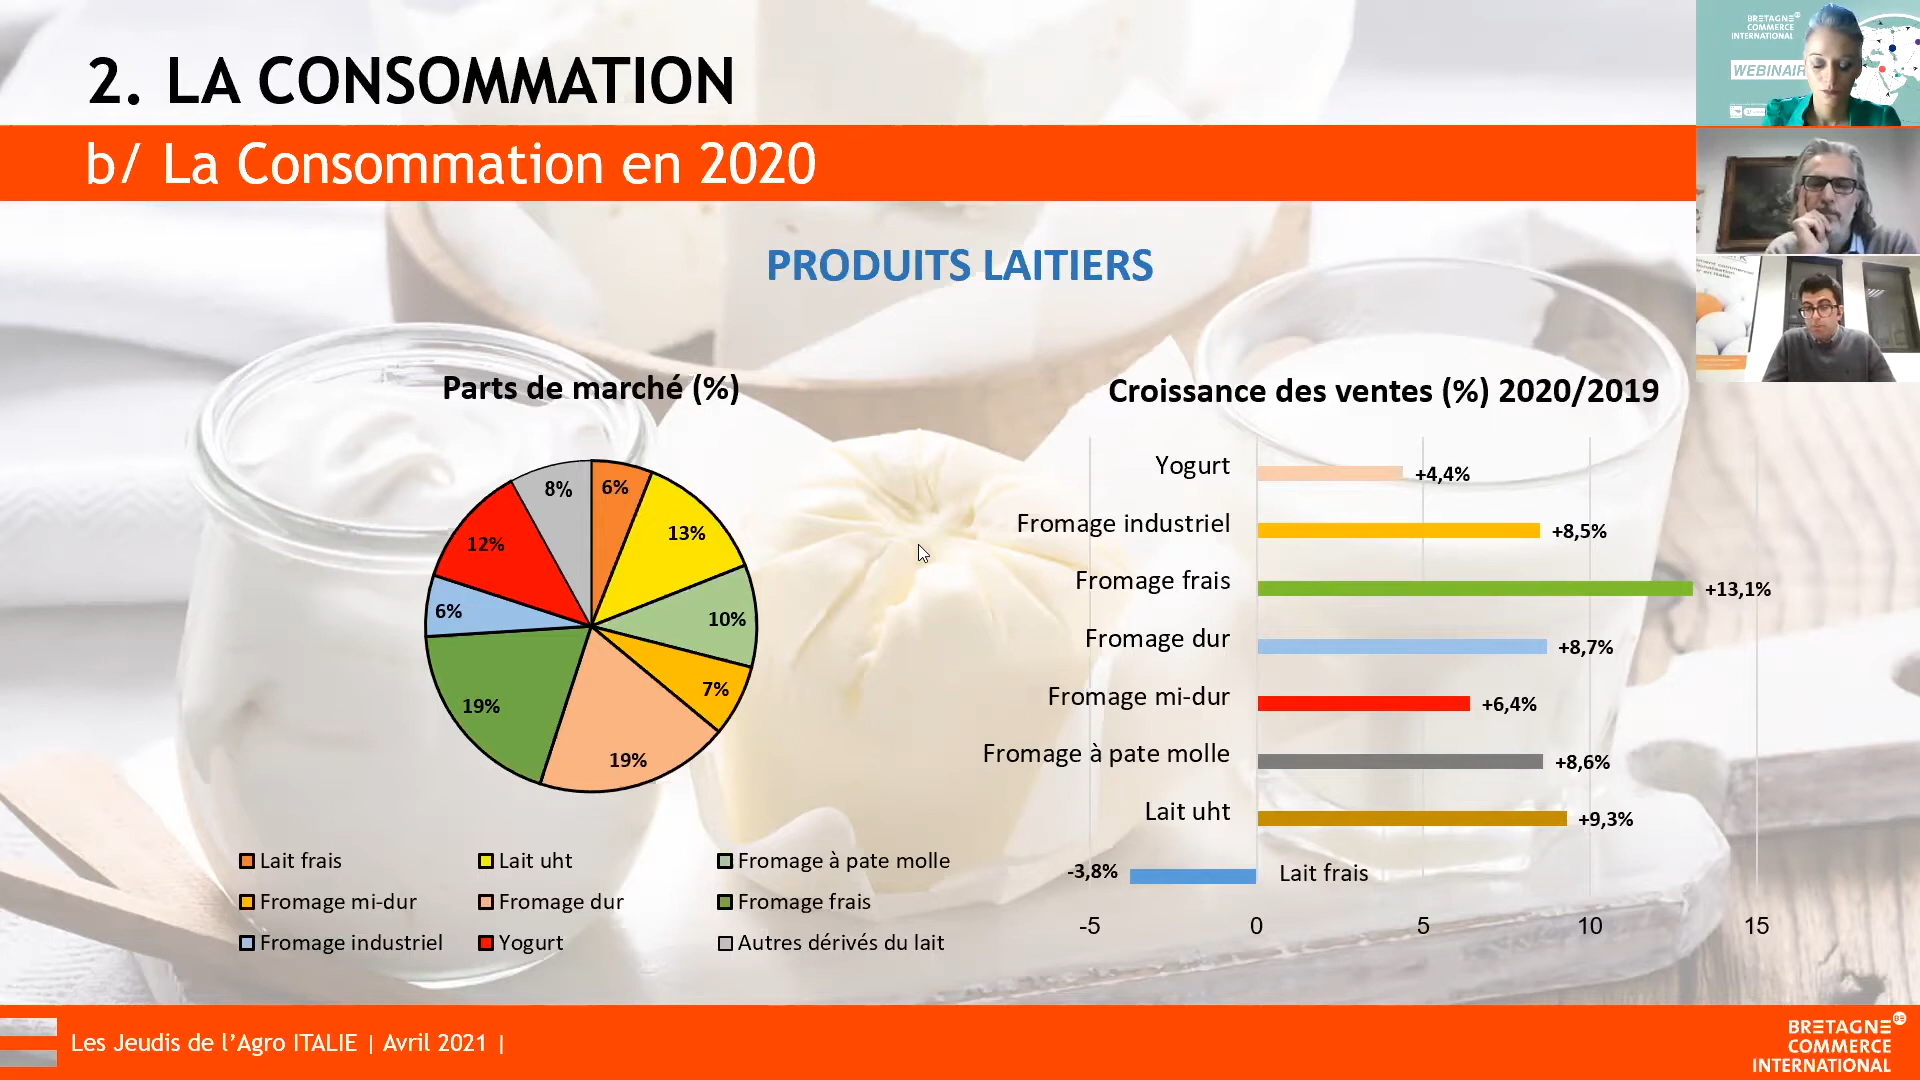 2. LA CONSOMMATION
b/ La Consommation en 2020
BRETAGNE
COMMERCE
INTERNATIONAL
WEBINAIR
PRODUITS LAITIERS
Parts de marché (%)
8%
6%
13%
12%
10%
6%
7%
19%
19%
Lait frais
Lait uht
Fromage à pate molle
Fromage mi-dur
Fromage dur
Fromage frais
Fromage industriel
Yogurt
Autres dérivés du lait
Croissance des ventes (%) 2020/2019
Yogurt +4,4%
Fromage industriel +8,5%
Fromage frais +13,1%
Fromage dur +8,7%
Fromage mi-dur +6,4%
Fromage à pate molle +8,6%
Lait uht +9,3%
-3,8% Lait frais
-5 0 5 10 15
Les Jeudis de l’Agro ITALIE | Avril 2021 |
BRETAGNE
COMMERCE
INTERNATIONAL